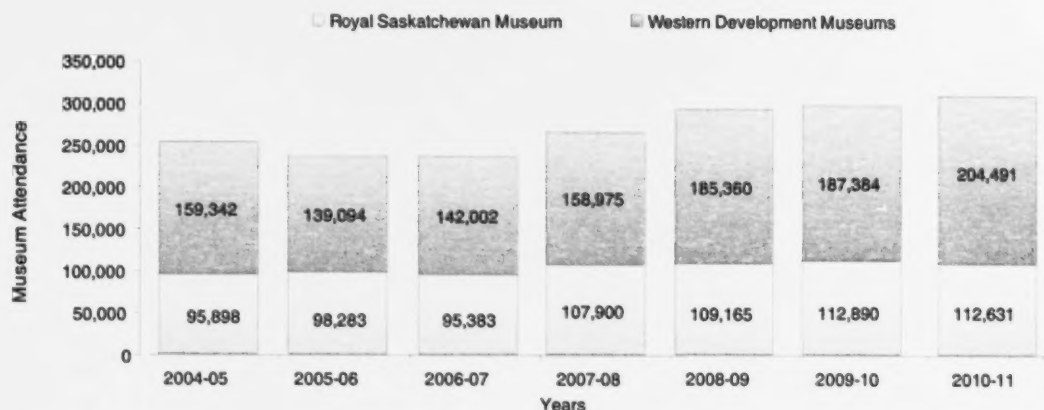 Royal Saskatchewan Museum Western Development Museums
Museum Attendance
350,000
300,000
250,000
200,000
150,000
100,000
50,000
0
159,342 139,094 142,002 158,975 185,360 187,384 204,491
95,898 98,283 95,383 107,900 109,165 112,890 112,631
2004-05 2005-06 2006-07 2007-08 2008-09 2009-10 2010-11
Years